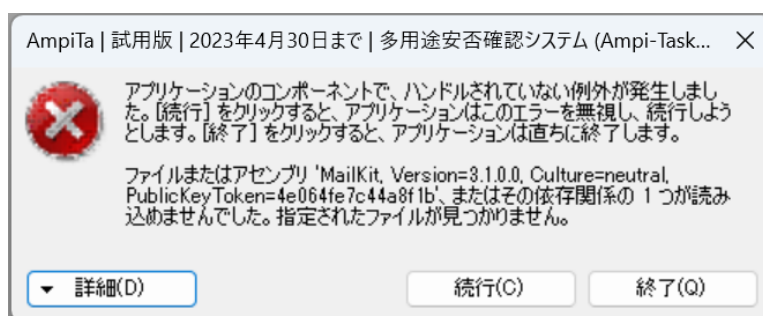 AmpiTa | 試用版 | 2023年4月30日まで | 多用途安否確認システム (Ampi-Task...
アプリケーションのコンポーネントで、ハンドルされていない例外が発生しまし
た。[続行] をクリックすると、アプリケーションはこのエラーを無視し、続行しよう
とします。[終了] をクリックすると、アプリケーションは直ちに終了します。
ファイルまたはアセンブリ 'MailKit, Version=3.1.0.0, Culture=neutral,
PublicKeyToken=4e064fe7c44a8f1b'、またはその依存関係の 1 つが読み
込めませんでした。指定されたファイルが見つかりません。
詳細(D)
続行(C)
終了(Q)